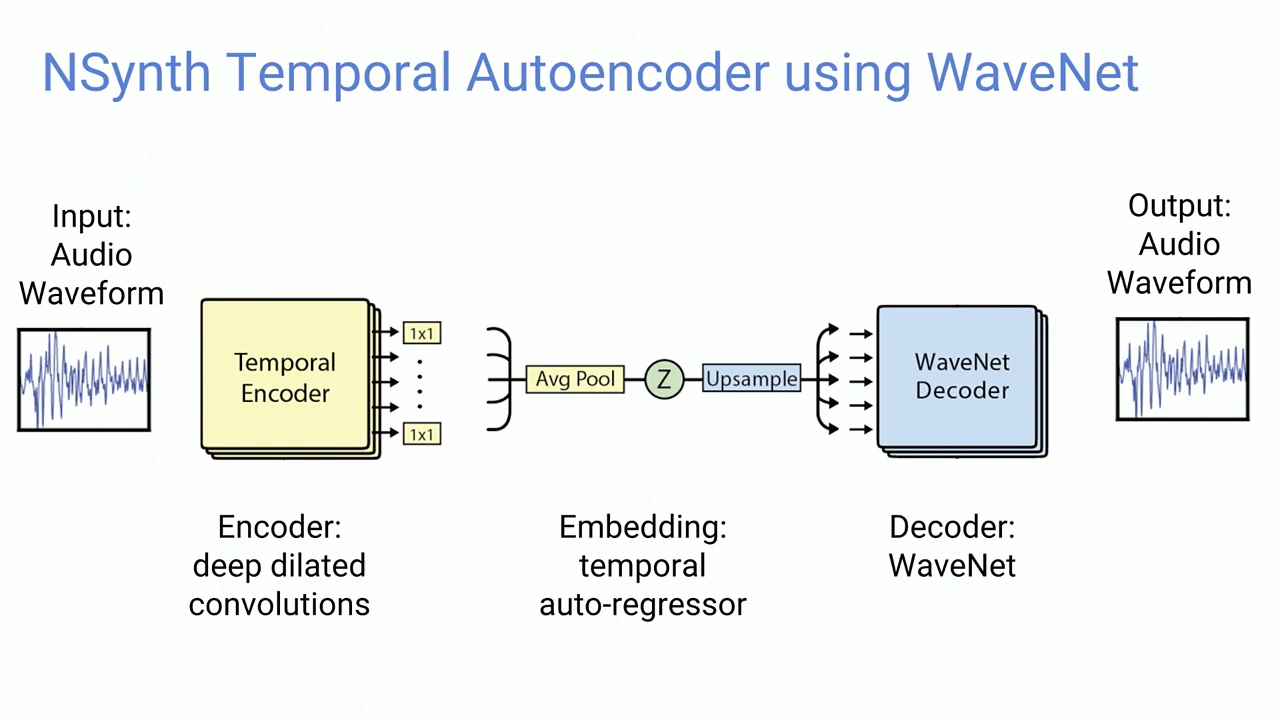 NSynth Temporal Autoencoder using WaveNet
Input:
Audio
Waveform
Output:
Audio
Waveform
Temporal
Encoder
1x1
1x1
Avg Pool
Z
Upsample
WaveNet
Decoder
Encoder:
deep dilated
convolutions
Embedding:
temporal
auto-regressor
Decoder:
WaveNet